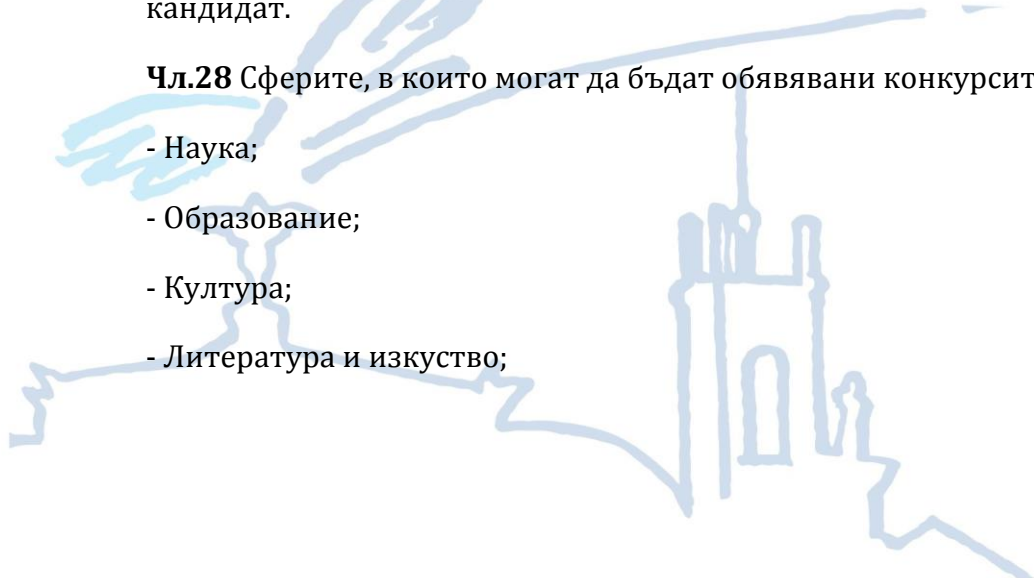 кандидат.
Чл.28 Сферите, в които могат да бъдат обявявани конкурсит
- Наука;
- Образование;
- Култура;
- Литература и изкуство;